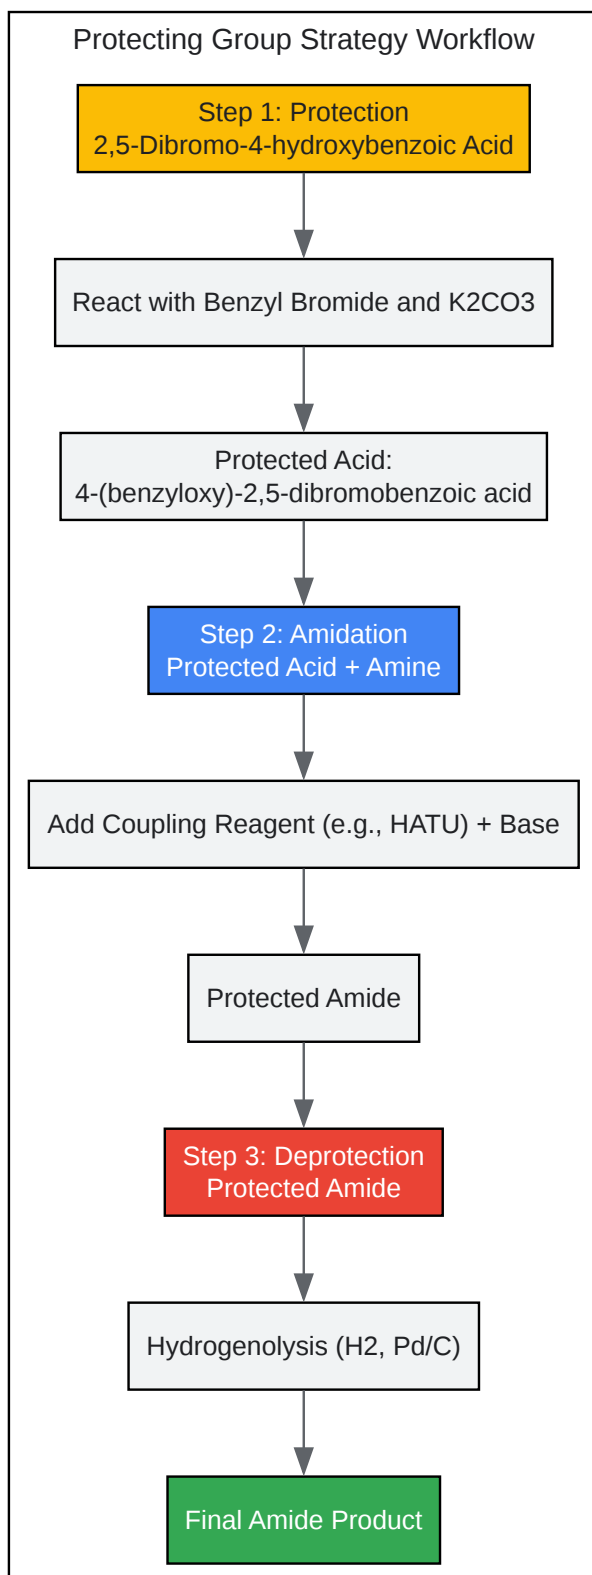 Protecting Group Strategy Workflow
Step 1: Protection
2,5-Dibromo-4-hydroxybenzoic Acid
React with Benzyl Bromide and K2CO3
Protected Acid:
4-(benzyloxy)-2,5-dibromobenzoic acid
Step 2: Amidation
Protected Acid + Amine
Add Coupling Reagent (e.g., HATU) + Base
Protected Amide
Step 3: Deprotection
Protected Amide
Hydrogenolysis (H2, Pd/C)
Final Amide Product